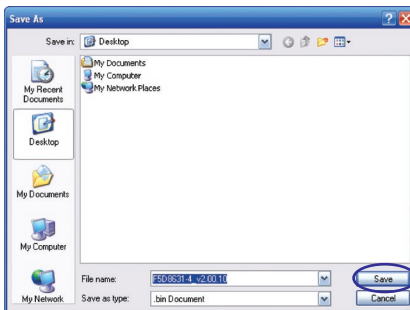 Save As
Save in: Desktop
My Documents
My Computer
My Network Places
My Recent
Documents
Desktop
My Documents
My Computer
My Network
File name: F5D8631-4_v2.00.10
Save
Save as type: .bin Document
Cancel